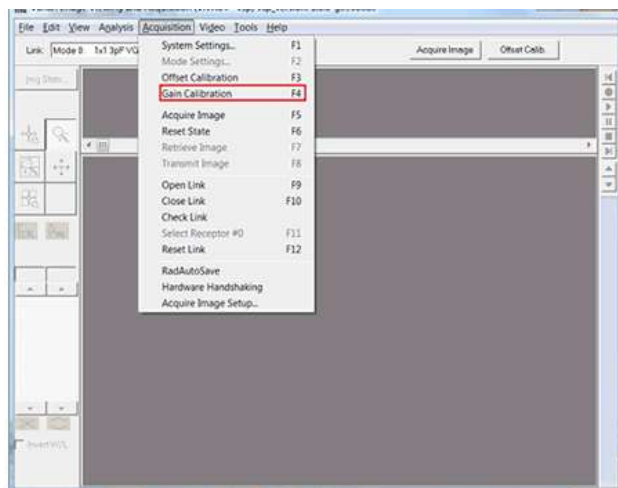 File Edit View Analysis Acquisition Video Tools Help
Link: Mode 0: 1x1 3pF VG
Acquire Image
Offset Calib.
System Settings... F1
Mode Settings... F2
Offset Calibration F3
Gain Calibration F4
Acquire Image F5
Reset State F6
Retrieve Image F7
Transmit Image F8
Open Link F9
Close Link F10
Check Link
Select Receptor #0 F11
Reset Link F12
RadAutoSave
Hardware Handshaking
Acquire Image Setup...